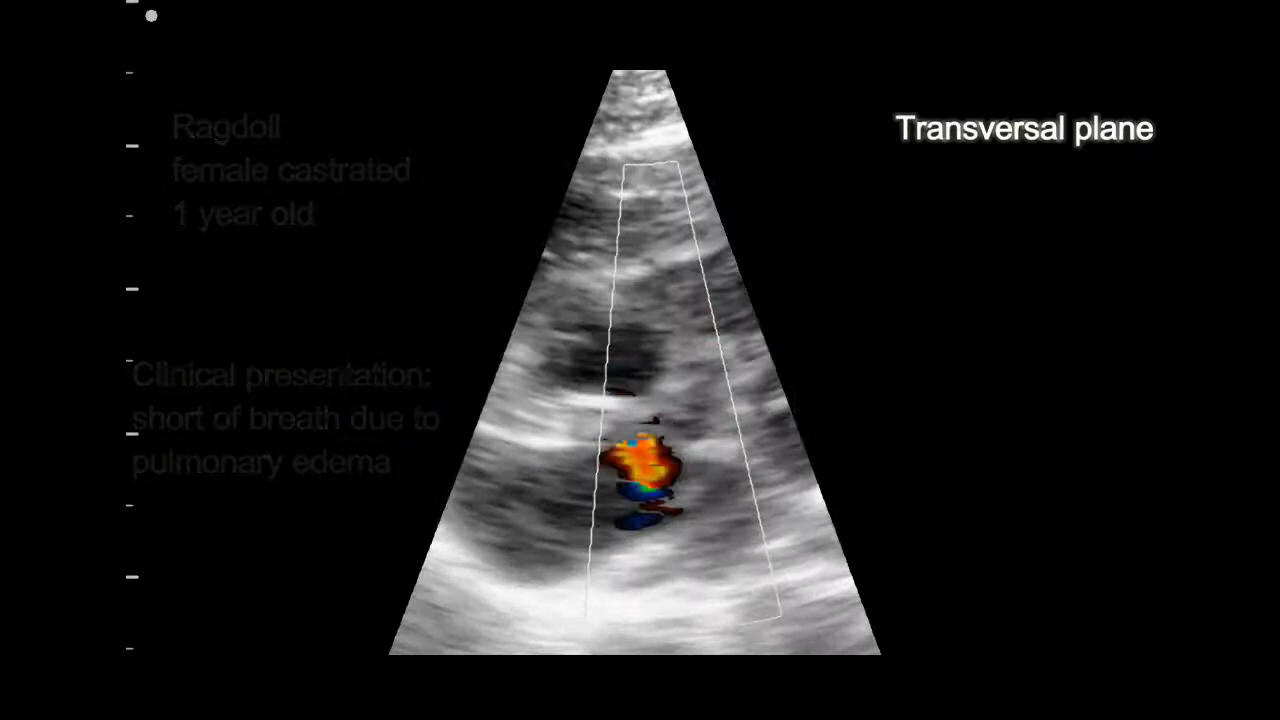 Ragdoll
female castrated
1 year old
Transversal plane
Clinical presentation:
short of breath due to
pulmonary edema